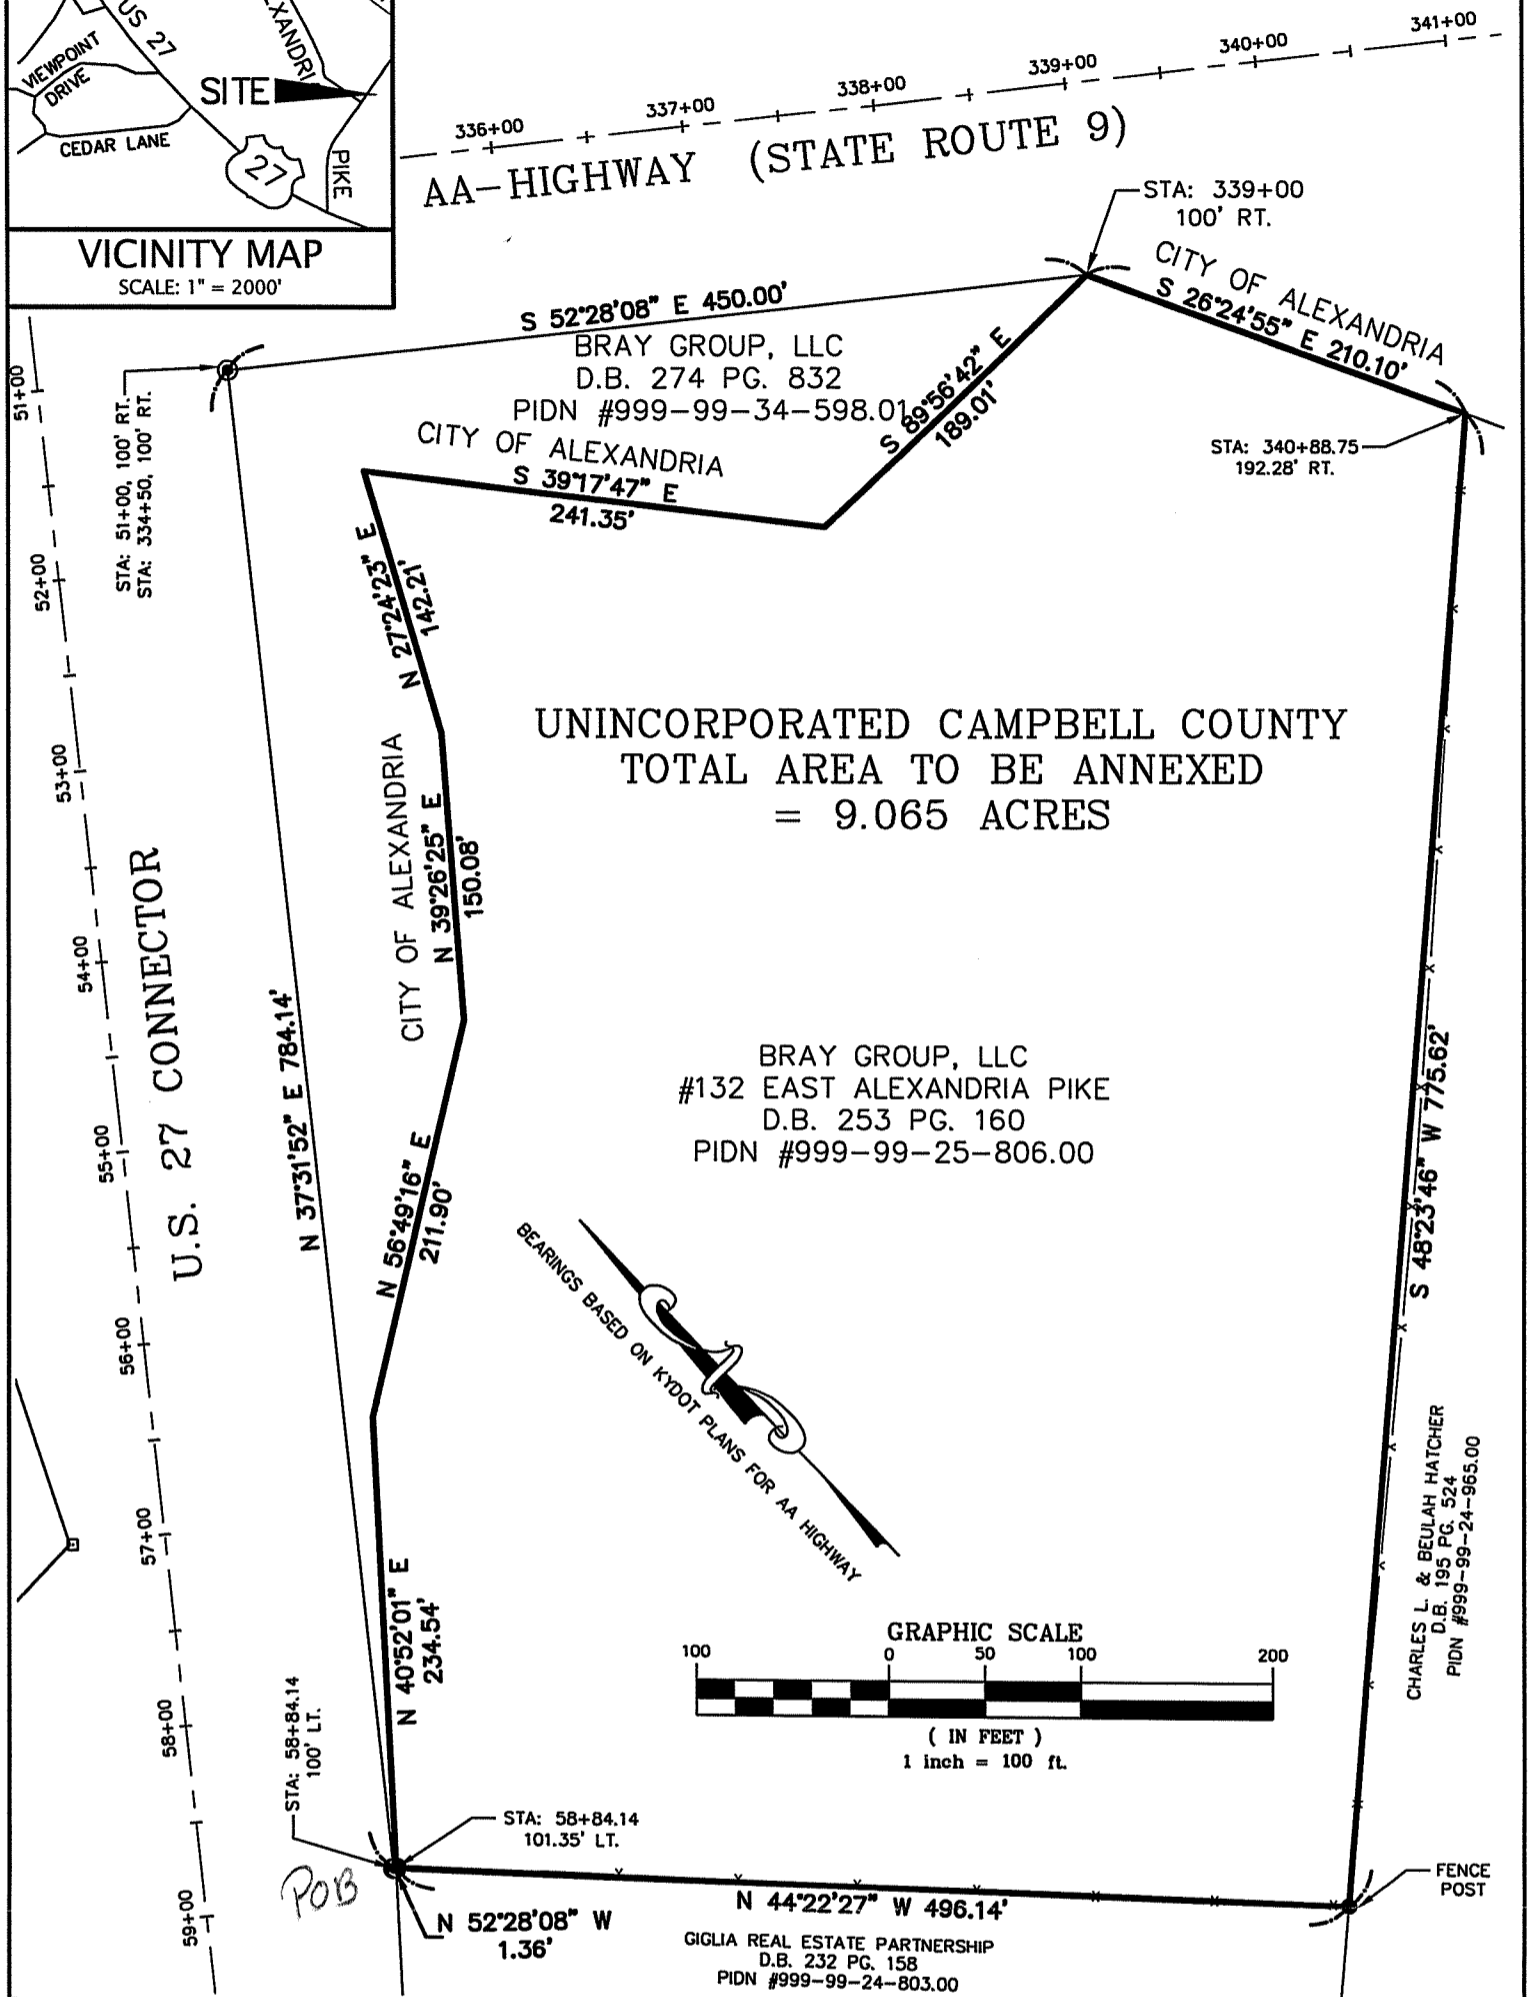 US 27
XANDRI
VIEWPOINT
DRIVE
SITE
CEDAR LANE
27
PIKE
VICINITY MAP
SCALE: 1" = 2000'
336+00
337+00
338+00
339+00
340+00
341+00
AA-HIGHWAY (STATE ROUTE 9)
STA: 339+00
100' RT.
CITY OF ALEXANDRIA
S 26°24'55" E 210.10'
S 52°28'08" E 450.00'
BRAY GROUP, LLC
D.B. 274 PG. 832
PIDN #999-99-34-598.01
S 89°56'42" E
189.01'
CITY OF ALEXANDRIA
S 39°17'47" E
241.35'
STA: 340+88.75
192.28' RT.
STA: 51+00, 100' RT.
STA: 334+50, 100' RT.
51+00
52+00
53+00
54+00
55+00
56+00
57+00
58+00
59+00
N 27°24'23" E
142.21'
UNINCORPORATED CAMPBELL COUNTY
TOTAL AREA TO BE ANNEXED
= 9.065 ACRES
CITY OF ALEXANDRIA
N 39°26'25" E
150.08'
U.S. 27 CONNECTOR
N 37°31'52" E 784.14'
BRAY GROUP, LLC
#132 EAST ALEXANDRIA PIKE
D.B. 253 PG. 160
PIDN #999-99-25-806.00
S 48°23'46" W 775.62'
N 56°49'16" E
211.90'
BEARINGS BASED ON KYDOT PLANS FOR AA HIGHWAY
CHARLES L. & BEULAH HATCHER
D.B. 195 PG. 524
PIDN #999-99-24-965.00
N 40°52'01" E
234.54'
GRAPHIC SCALE
100 0 50 100 200
( IN FEET )
1 inch = 100 ft.
STA: 58+84.14
100' LT.
STA: 58+84.14
101.35' LT.
POB
N 52°28'08" W
1.36'
N 44°22'27" W 496.14'
FENCE
POST
GIGLIA REAL ESTATE PARTNERSHIP
D.B. 232 PG. 158
PIDN #999-99-24-803.00